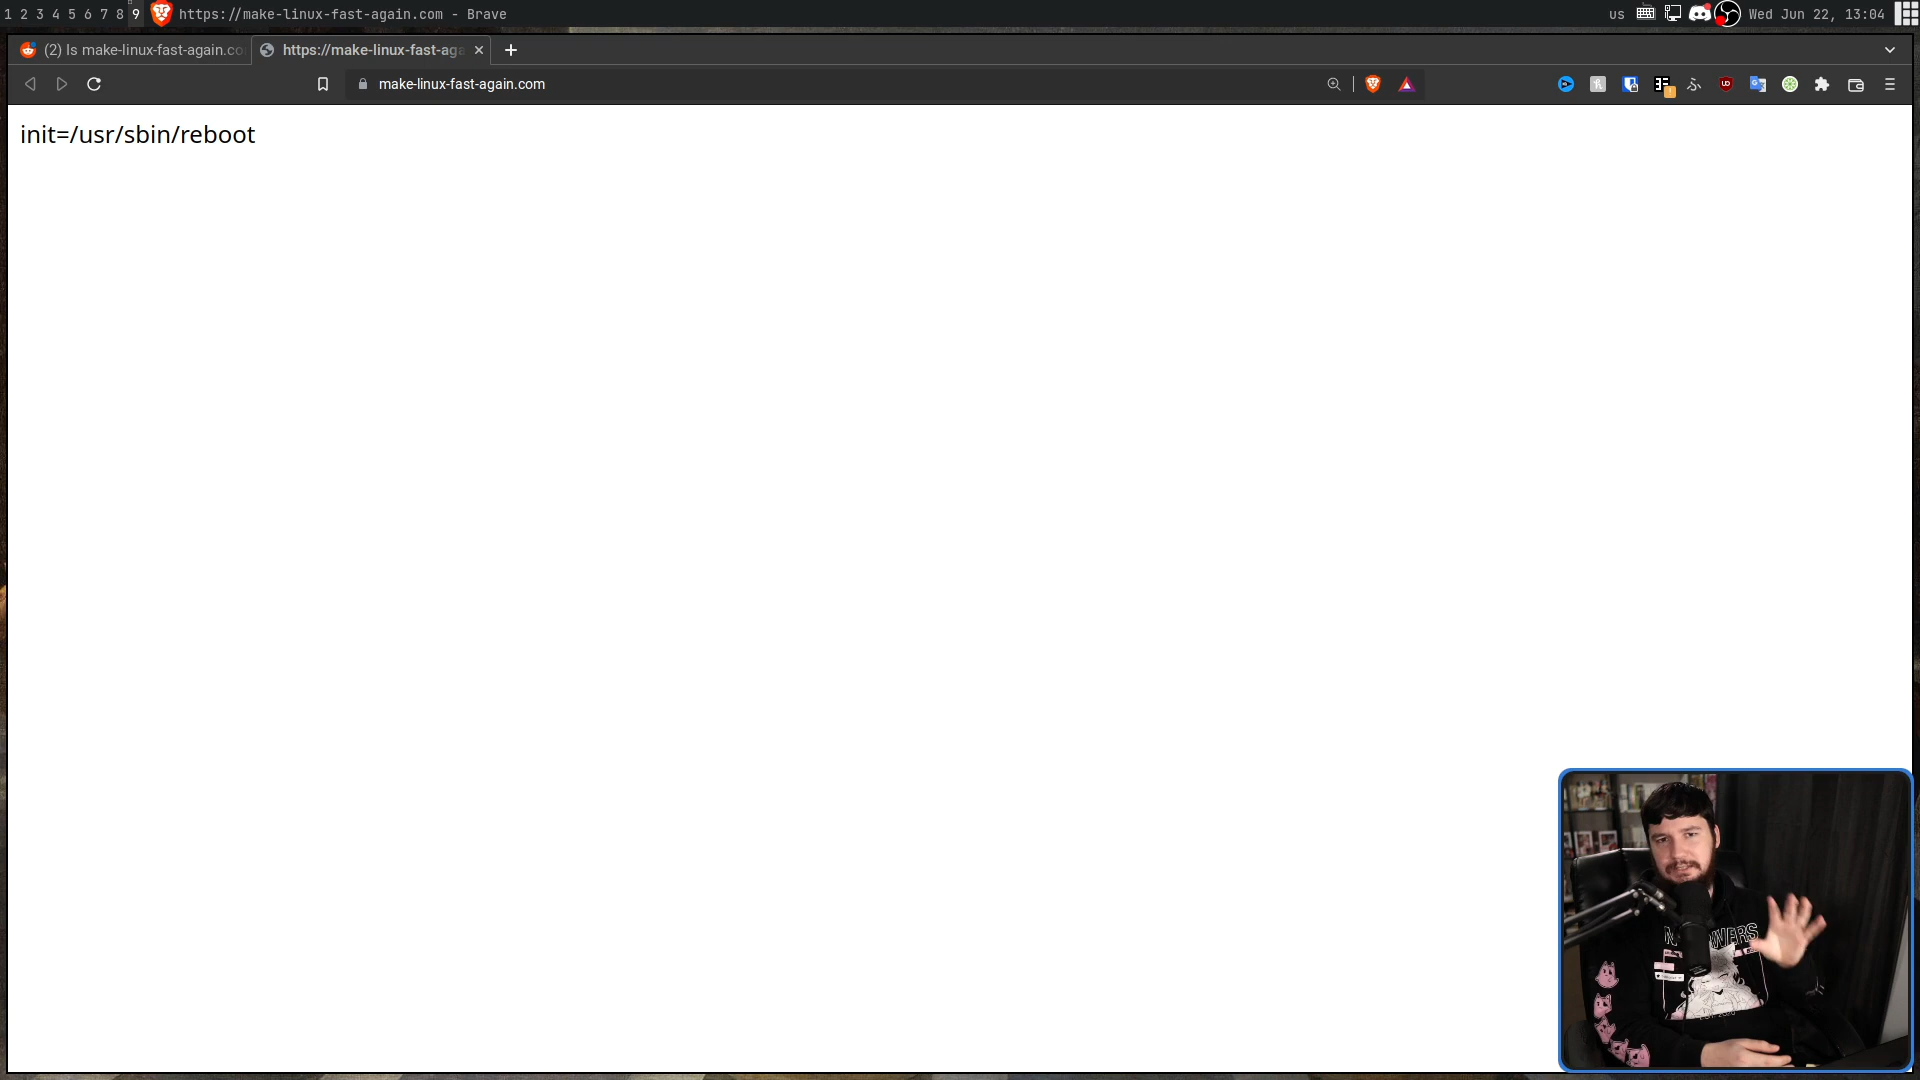 1 2 3 4 5 6 7 8 9 https://make-linux-fast-again.com - Brave us Wed Jun 22, 13:04
(2) Is make-linux-fast-again.co https://make-linux-fast-aga
make-linux-fast-again.com
init=/usr/sbin/reboot